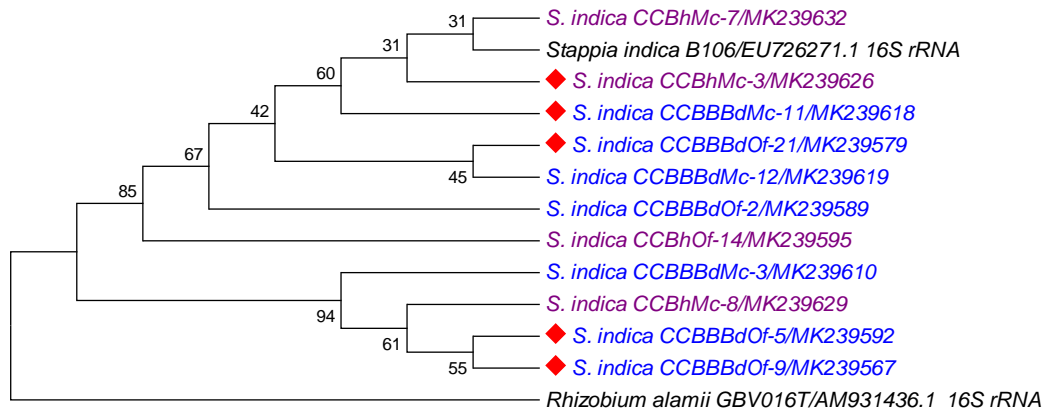 S. indica CCBhMc-7/MK239632
31
Stappia indica B106/EU726271.1 16S rRNA
31
S. indica CCBhMc-3/MK239626
60
S. indica CCBBBdMc-11/MK239618
42
S. indica CCBBBdOf-21/MK239579
67
45
S. indica CCBBBdMc-12/MK239619
85
S. indica CCBBBdOf-2/MK239589
S. indica CCBhOf-14/MK239595
S. indica CCBBBdMc-3/MK239610
94
S. indica CCBhMc-8/MK239629
61
S. indica CCBBBdOf-5/MK239592
55
S. indica CCBBBdOf-9/MK239567
Rhizobium alamii GBV016T/AM931436.1 16S rRNA